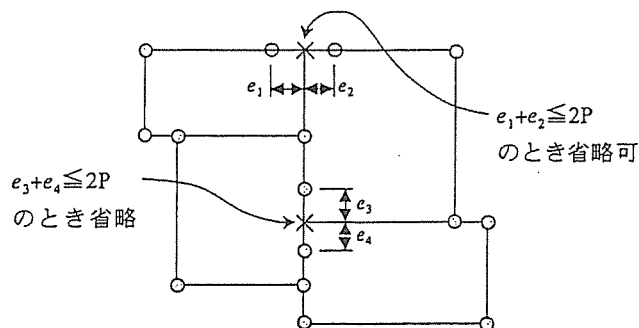 e₁
e₂
e₁+e₂≦2P
のとき省略可
e₃+e₄≦2P
のとき省略
e₃
e₄